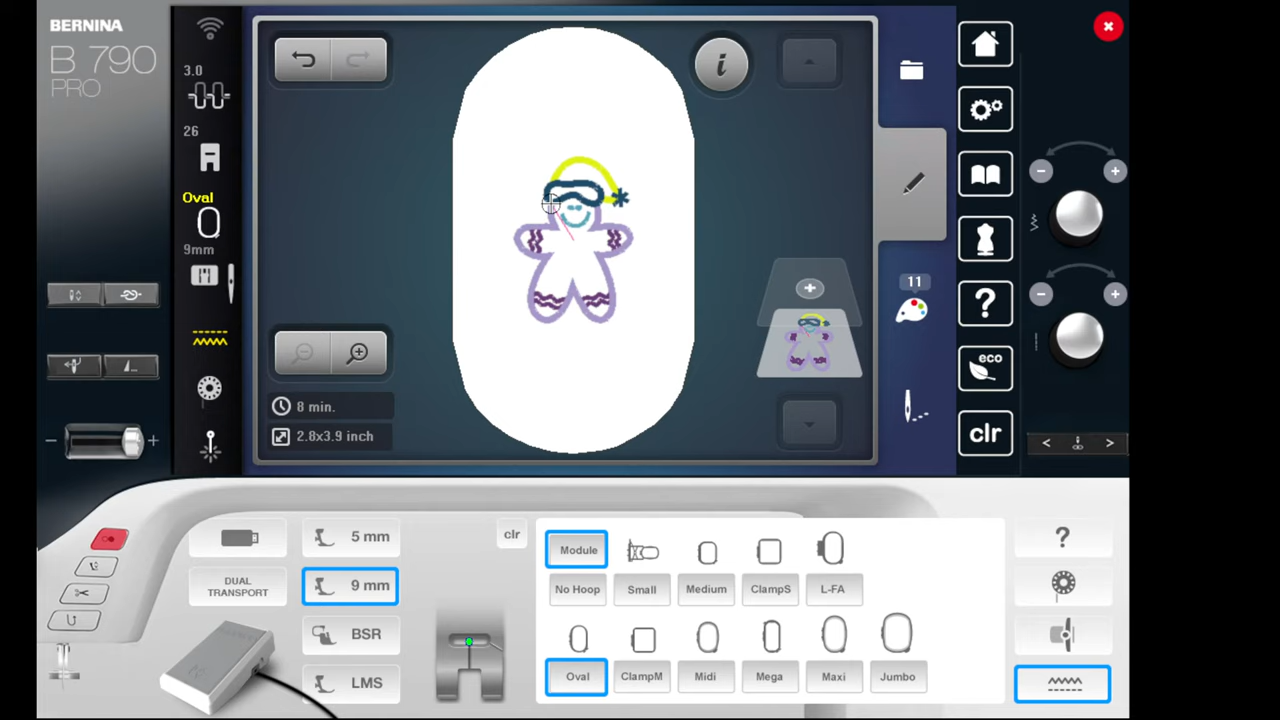 BERNINA
B 790
PRO
3.0
26
Oval
9mm
i
8 min.
2.8x3.9 inch
11
?
eco
clr
DUAL
TRANSPORT
5 mm
9 mm
BSR
LMS
clr
Module
No Hoop
Small
Medium
ClampS
L-FA
Oval
ClampM
Midi
Mega
Maxi
Jumbo
?